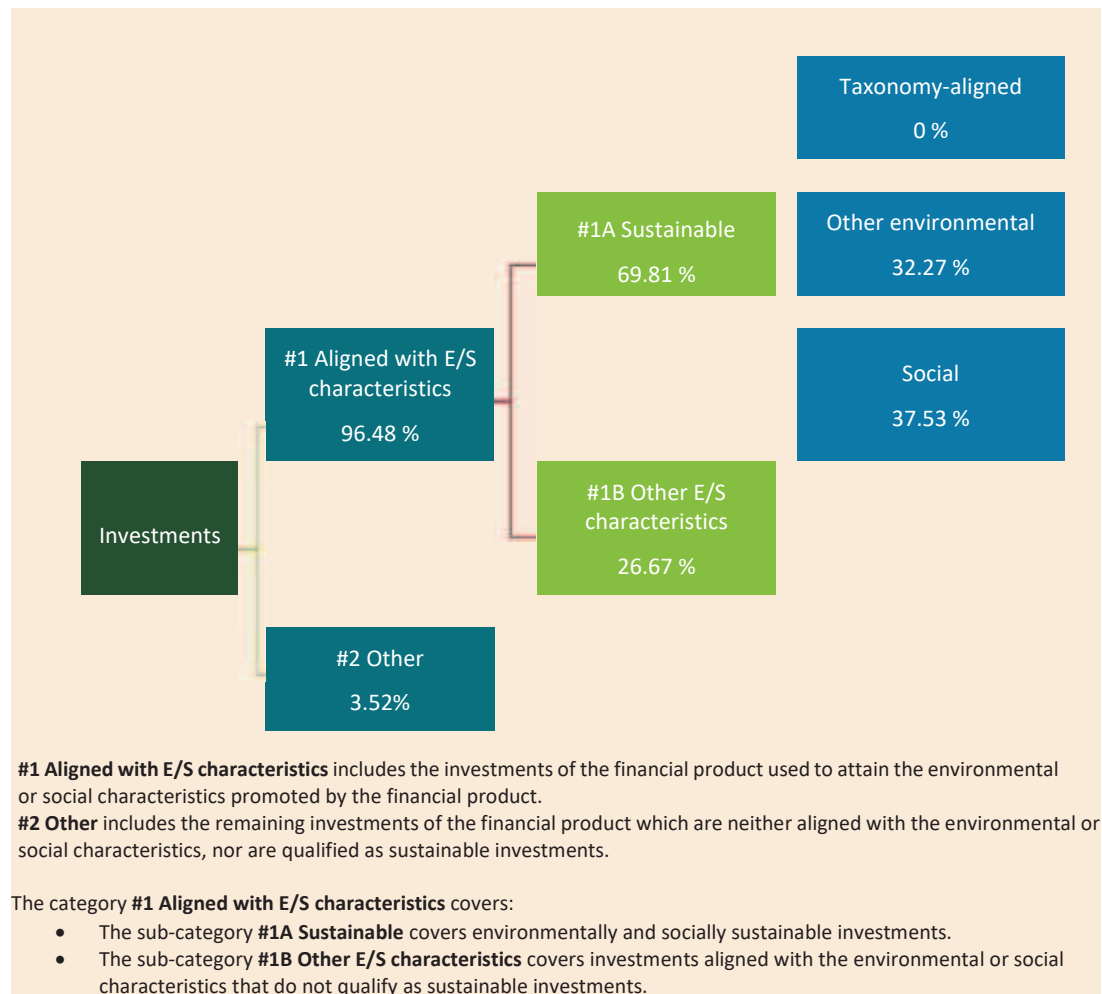 Taxonomy-aligned
0 %
#1A Sustainable
69.81 %
Other environmental
32.27 %
#1 Aligned with E/S
characteristics
96.48 %
Social
37.53 %
Investments
#1B Other E/S
characteristics
26.67 %
#2 Other
3.52%
#1 Aligned with E/S characteristics includes the investments of the financial product used to attain the environmental
or social characteristics promoted by the financial product.
#2 Other includes the remaining investments of the financial product which are neither aligned with the environmental or
social characteristics, nor are qualified as sustainable investments.
The category #1 Aligned with E/S characteristics covers:
• The sub-category #1A Sustainable covers environmentally and socially sustainable investments.
• The sub-category #1B Other E/S characteristics covers investments aligned with the environmental or social
characteristics that do not qualify as sustainable investments.